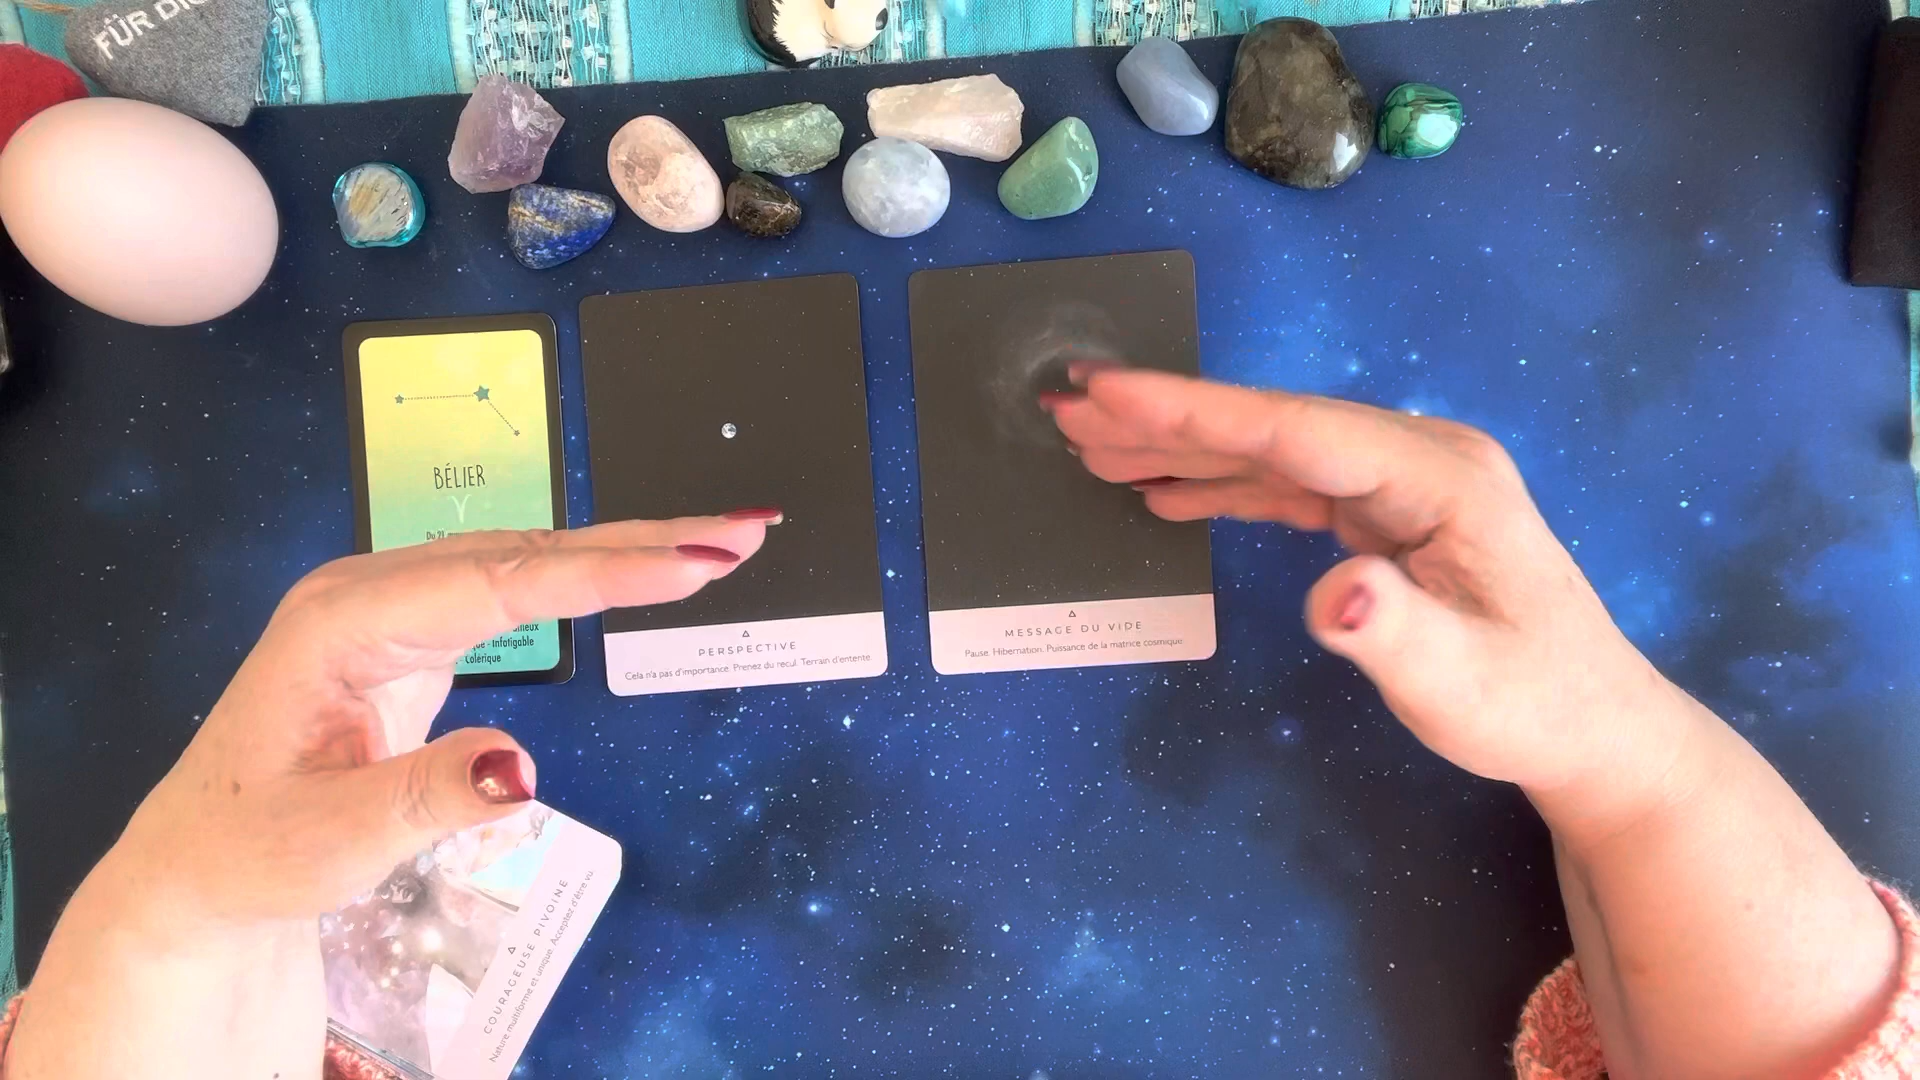 FÜR DI
BÉLIER
Du 21
Infatigable
Colérique
PERSPECTIVE
Cela n'a pas d'importance. Prenez du recul. Terrain d'entente.
MESSAGE DU VIDE
Pause. Hibernation. Puissance de la matrice cosmique.
COURAGEUSE PIVOINE
Nature multiforme et unique. Acceptez d'être vu.